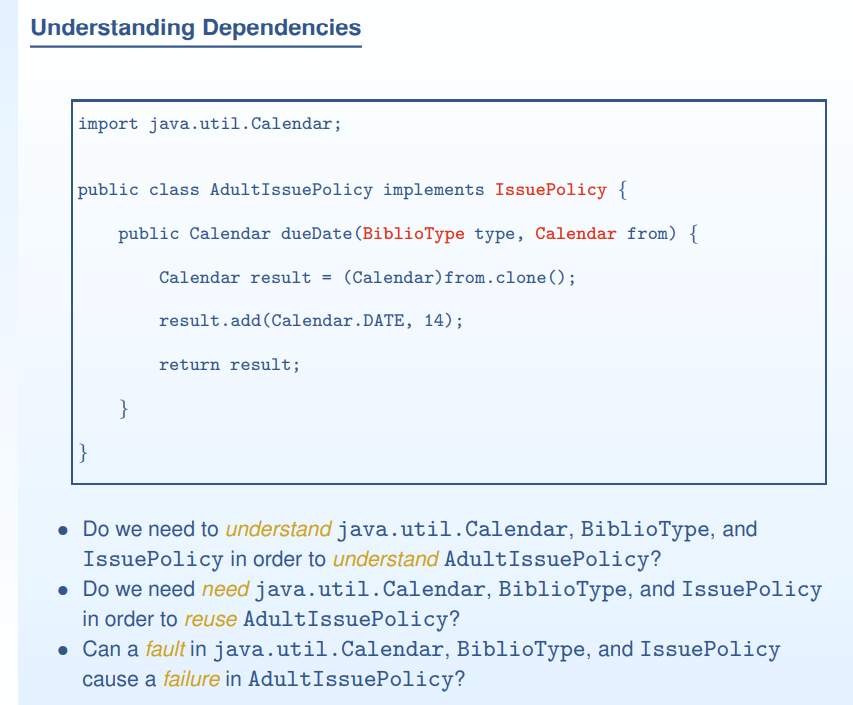 Understanding Dependencies
import java.util.Calendar;
public class AdultIssuePolicy implements IssuePolicy {
public Calendar dueDate(BiblioType type, Calendar from) {
Calendar result = (Calendar)from.clone();
result.add(Calendar.DATE, 14);
return result;
}
}
• Do we need to understand java.util.Calendar, BiblioType, and
IssuePolicy in order to understand AdultIssuePolicy?
• Do we need need java.util.Calendar, BiblioType, and IssuePolicy
in order to reuse AdultIssuePolicy?
• Can a fault in java.util.Calendar, BiblioType, and IssuePolicy
cause a failure in AdultIssuePolicy?